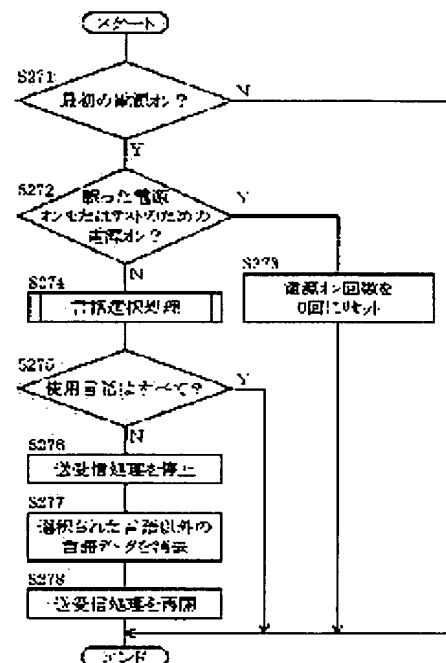 スタート
S271
最初の電源オン?
N
Y
S272
誤った電源
オンまたはテストのための
電源オン?
Y
N
S273
電源オン回数を
0回にリセット
S274
言語選択処理
S275
使用言語はすべて?
Y
N
S276
送受信処理を停止
S277
選択された言語以外の
言語データを消去
S278
送受信処理を再開
エンド